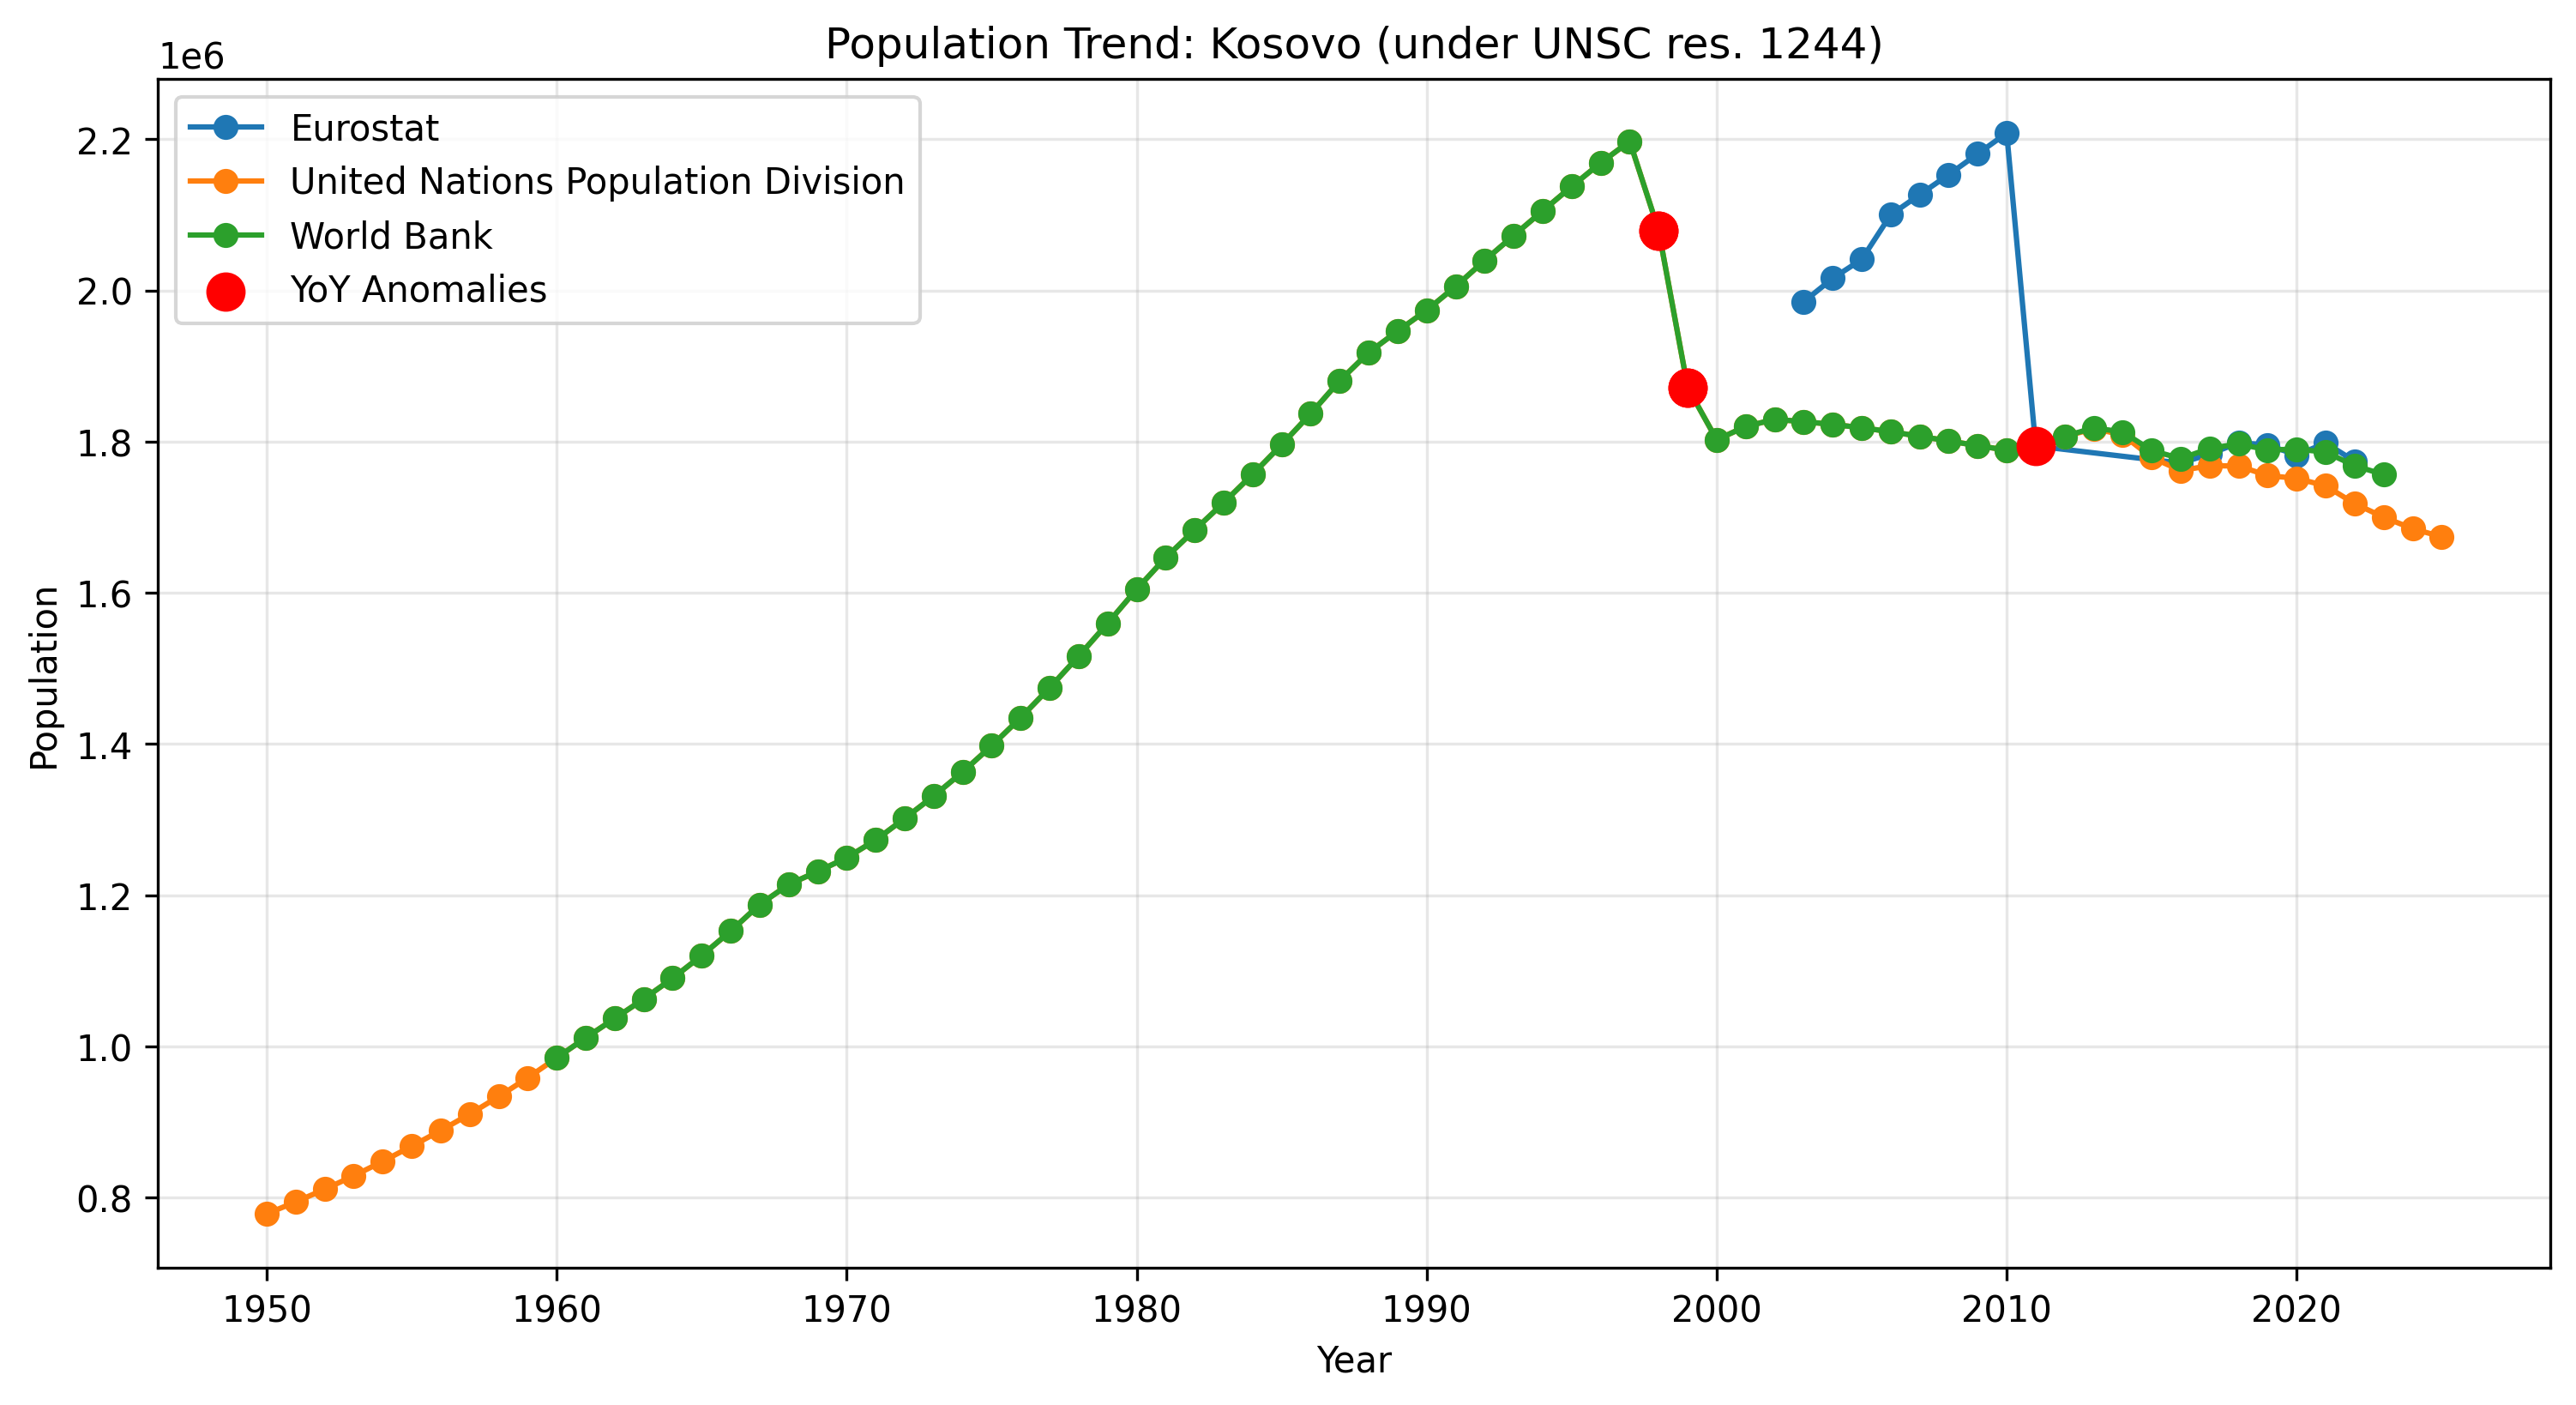 Population Trend: Kosovo (under UNSC res. 1244)
1e6
Eurostat
United Nations Population Division
World Bank
YoY Anomalies
2.2
2.0
1.8
1.6
1.4
1.2
1.0
0.8
Population
1950 1960 1970 1980 1990 2000 2010 2020
Year